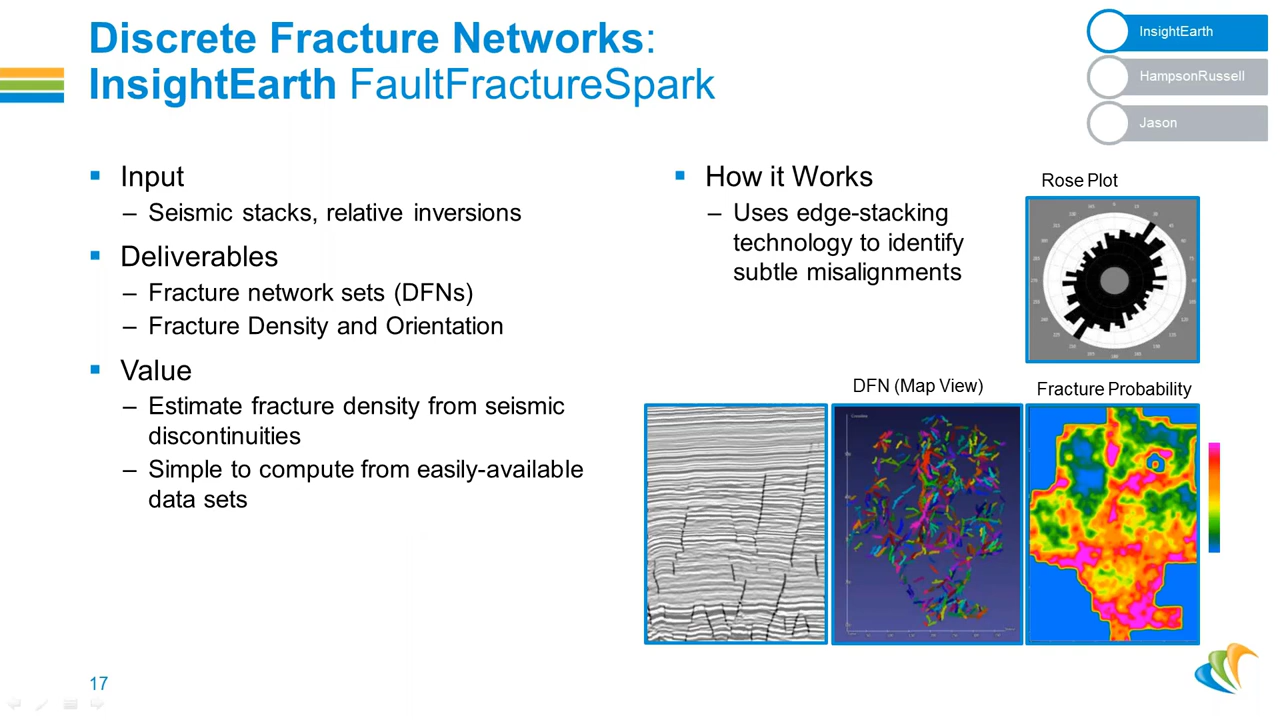 Discrete Fracture Networks:
InsightEarth FaultFractureSpark
InsightEarth
HampsonRussell
Jason
Input
– Seismic stacks, relative inversions
Deliverables
– Fracture network sets (DFNs)
– Fracture Density and Orientation
Value
– Estimate fracture density from seismic
discontinuities
– Simple to compute from easily-available
data sets
How it Works
– Uses edge-stacking
technology to identify
subtle misalignments
Rose Plot
DFN (Map View)
Fracture Probability
17